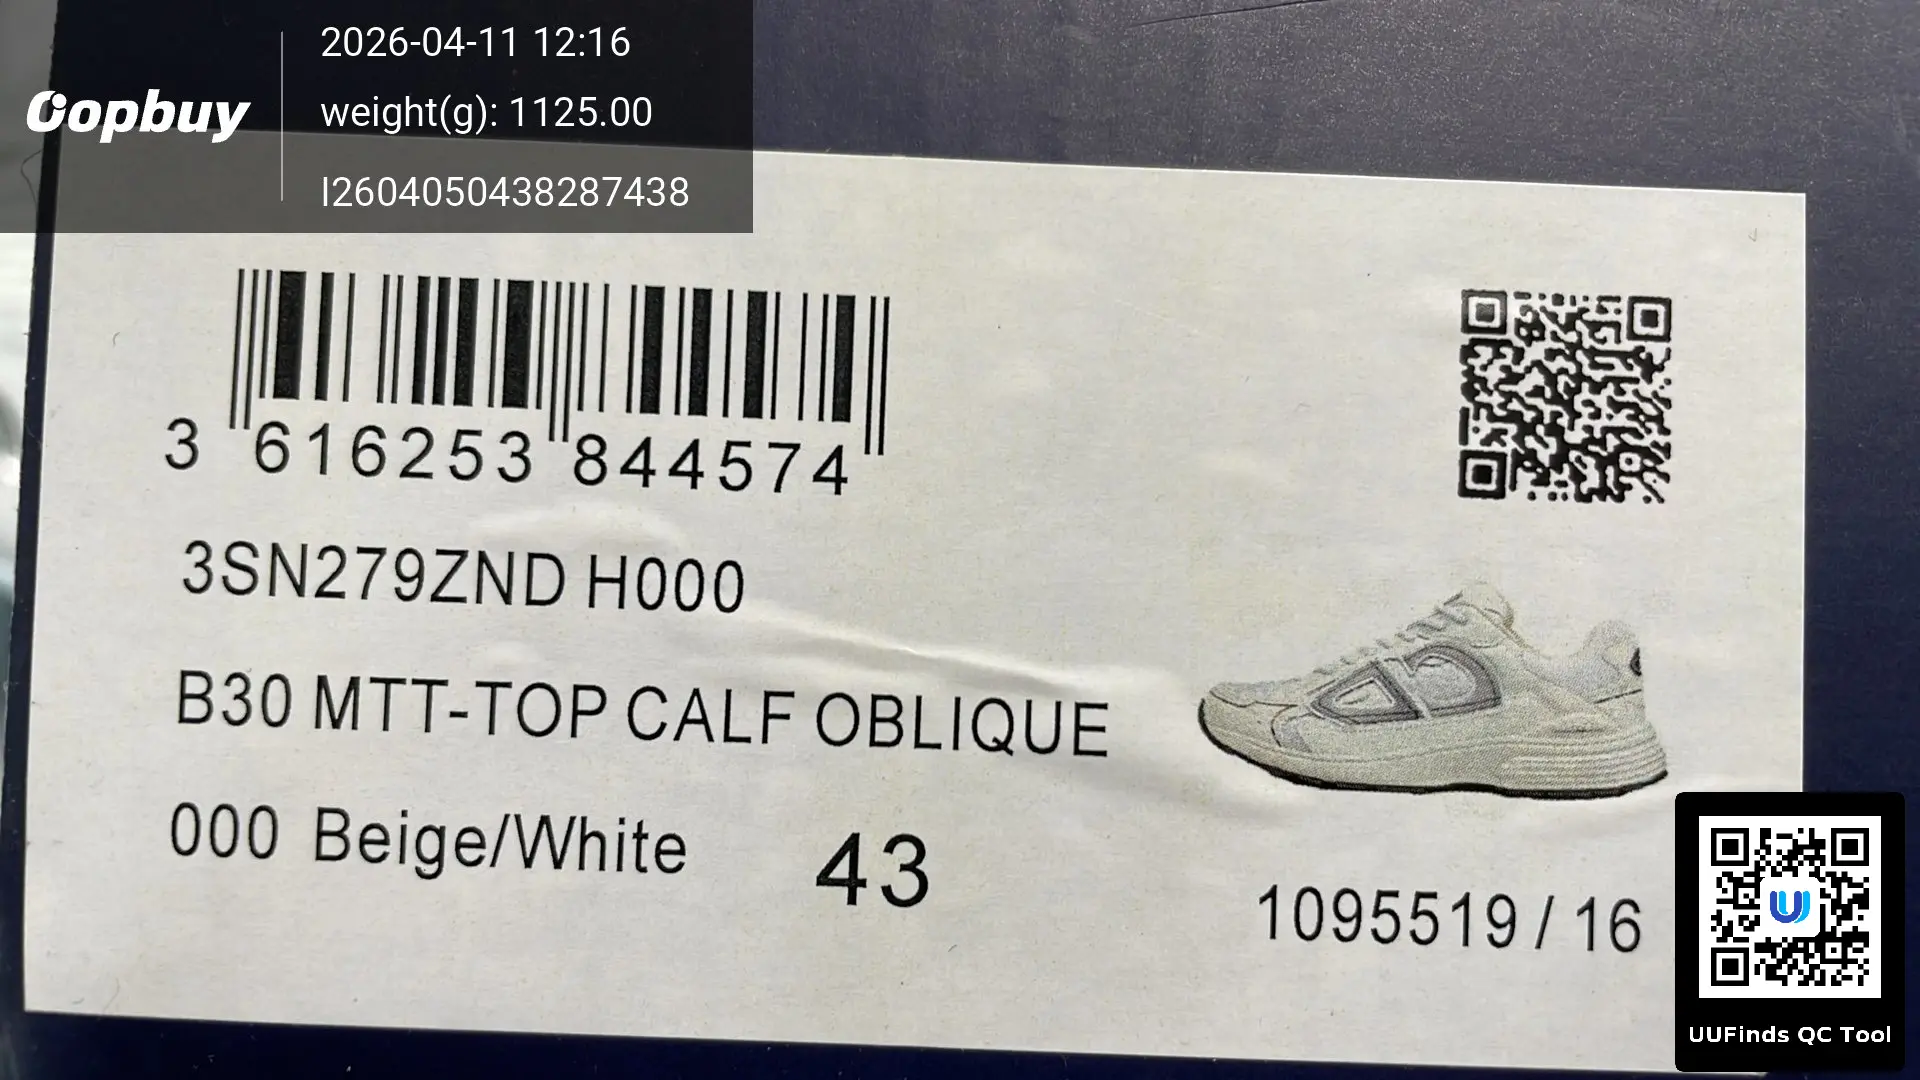 Oopbuy
2026-04-11 12:16
weight(g): 1125.00
I2604050438287438
3 616253 844574
3SN279ZND H000
B30 MTT-TOP CALF OBLIQUE
000 Beige/White 43
1095519 / 16
UUFinds QC Tool